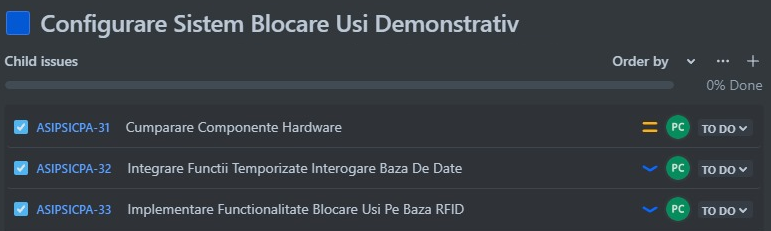 Configurare Sistem Blocare Usi Demonstrativ
Child issues Order by
0% Done
ASIPSICPA-31 Cumparare Componente Hardware PC TO DO
ASIPSICPA-32 Integrare Functii Temporizate Interogare Baza De Date PC TO DO
ASIPSICPA-33 Implementare Functionalitate Blocare Usi Pe Baza RFID PC TO DO